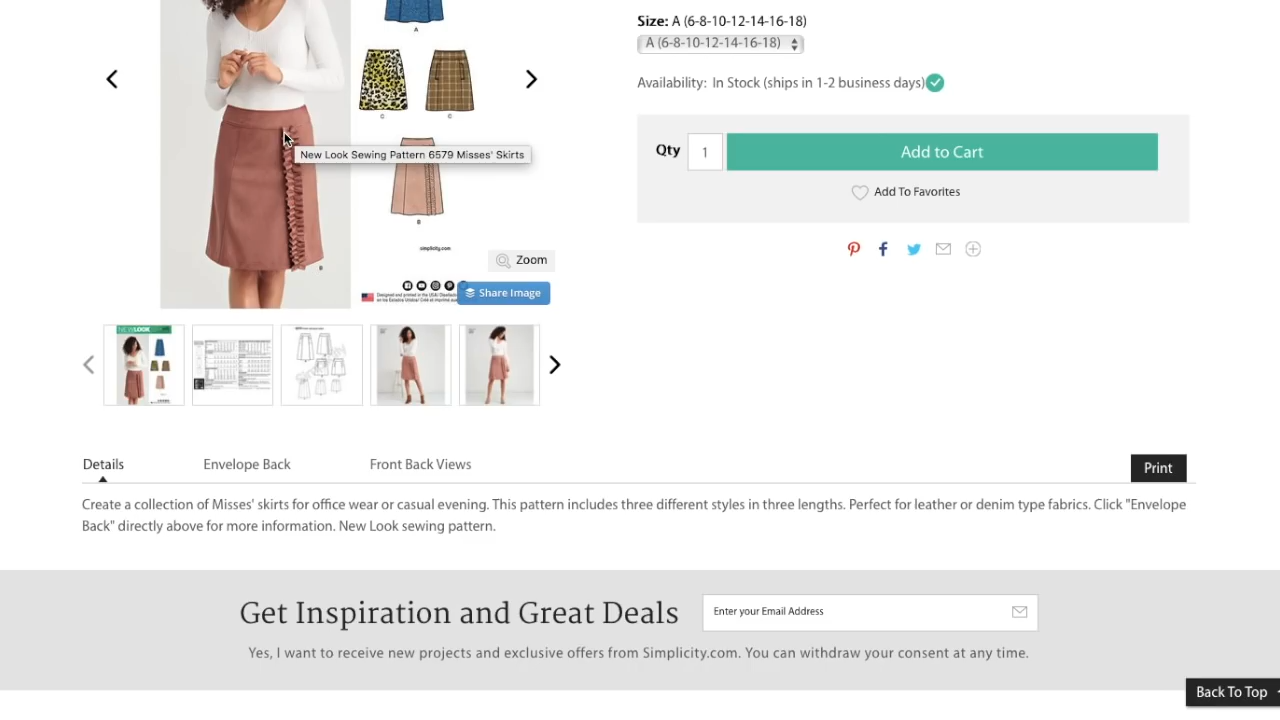 Size: A (6-8-10-12-14-16-18)
A (6-8-10-12-14-16-18)
Availability: In Stock (ships in 1-2 business days)
Qty 1 Add to Cart
Add To Favorites
A
C C
New Look Sewing Pattern 6579 Misses' Skirts
B
simplicity.com
Zoom
B
Share Image
NEW LOOK
Details Envelope Back Front Back Views Print
Create a collection of Misses' skirts for office wear or casual evening. This pattern includes three different styles in three lengths. Perfect for leather or denim type fabrics. Click "Envelope
Back" directly above for more information. New Look sewing pattern.
Get Inspiration and Great Deals
Enter your Email Address
Yes, I want to receive new projects and exclusive offers from Simplicity.com. You can withdraw your consent at any time.
Back To Top